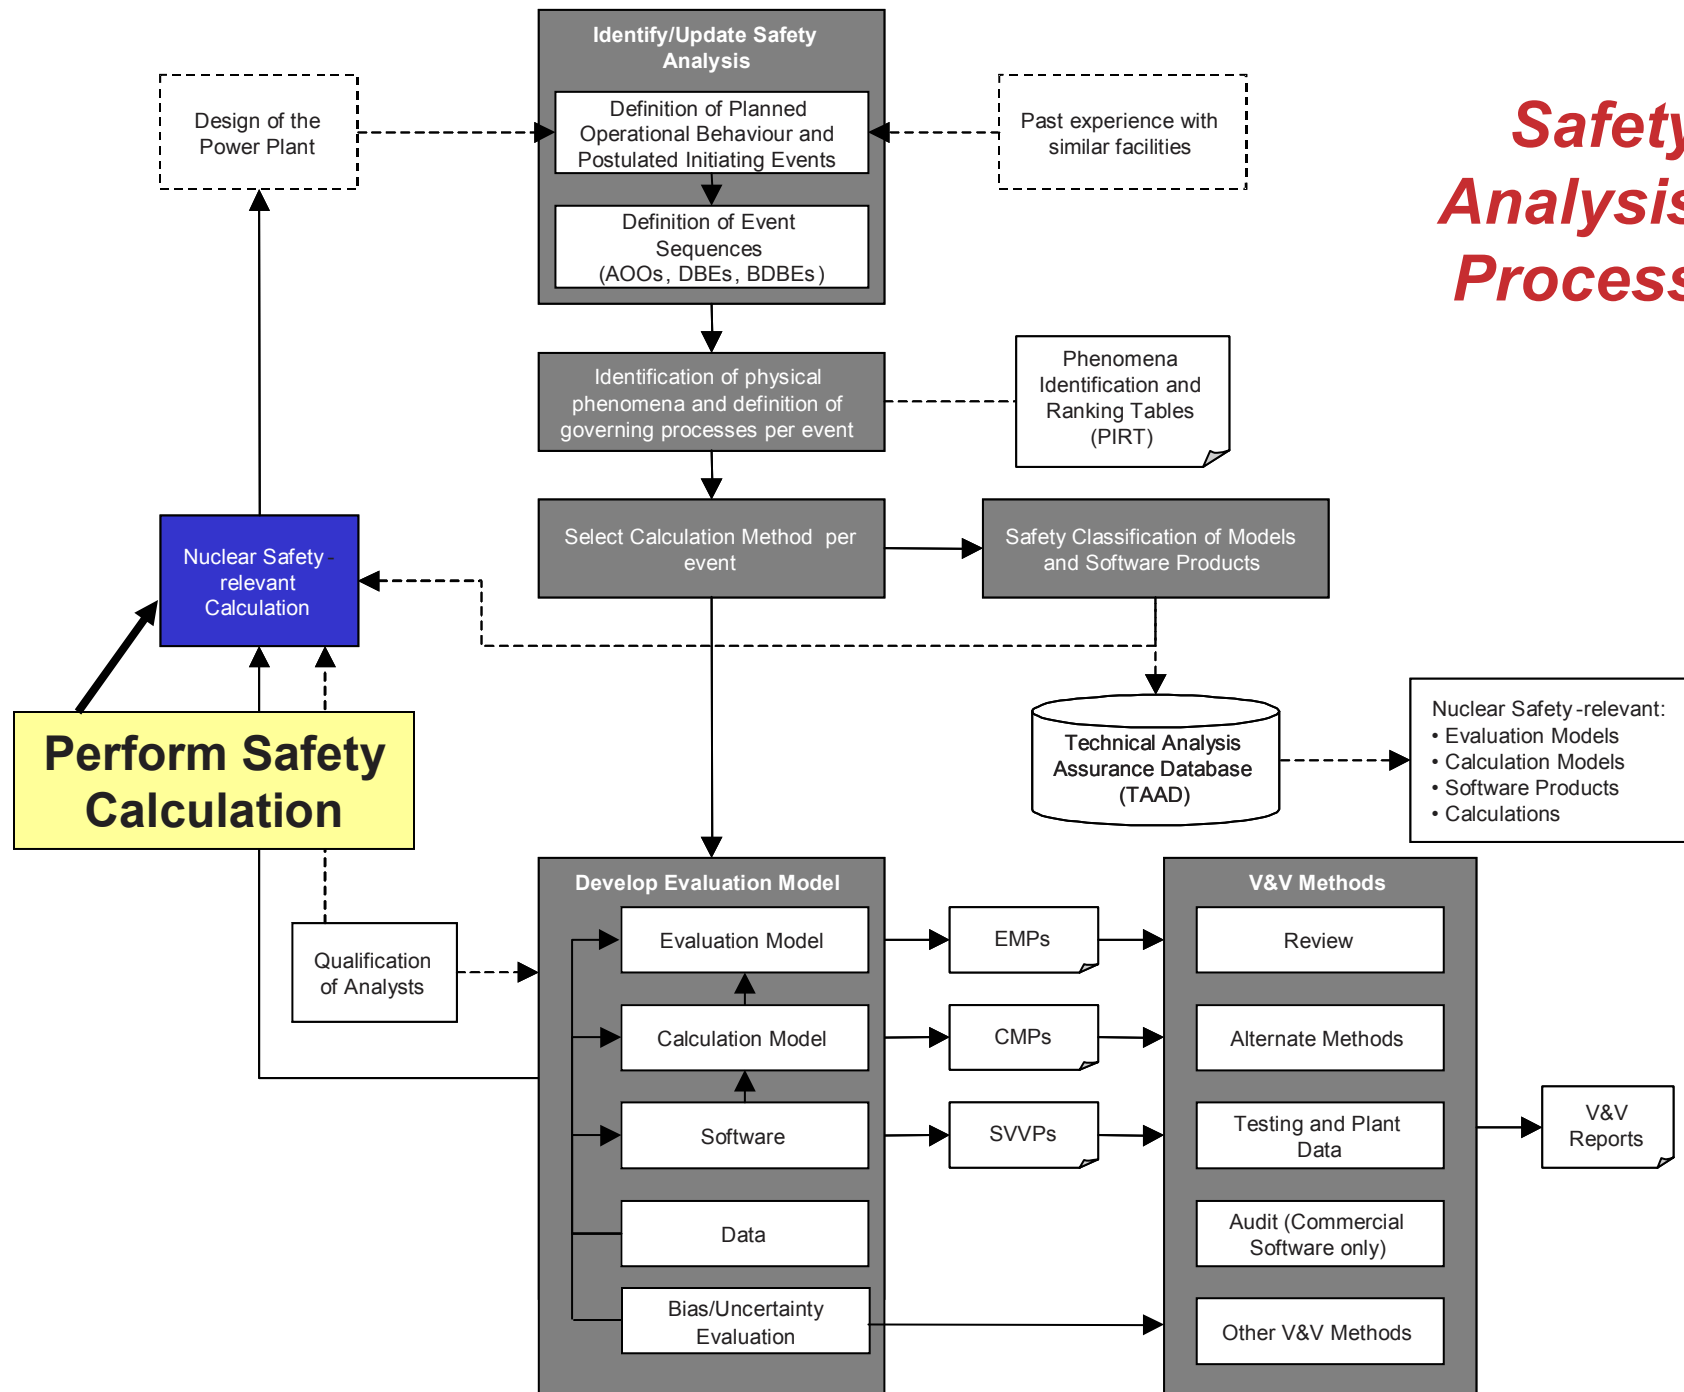 Identify/Update Safety
Analysis
Definition of Planned
Operational Behaviour and
Postulated Initiating Events
Definition of Event
Sequences
(AOOs, DBEs, BDBEs)
Design of the
Power Plant
Past experience with
similar facilities
Safety
Analysis
Process
Identification of physical
phenomena and definition of
governing processes per event
Phenomena
Identification and
Ranking Tables
(PIRT)
Select Calculation Method per
event
Safety Classification of Models
and Software Products
Nuclear Safety-
relevant
Calculation
Perform Safety
Calculation
Technical Analysis
Assurance Database
(TAAD)
Nuclear Safety-relevant:
• Evaluation Models
• Calculation Models
• Software Products
• Calculations
Qualification
of Analysts
Develop Evaluation Model
Evaluation Model
Calculation Model
Software
Data
Bias/Uncertainty
Evaluation
EMPs
CMPs
SVVPs
V&V Methods
Review
Alternate Methods
Testing and Plant
Data
Audit (Commercial
Software only)
Other V&V Methods
V&V
Reports